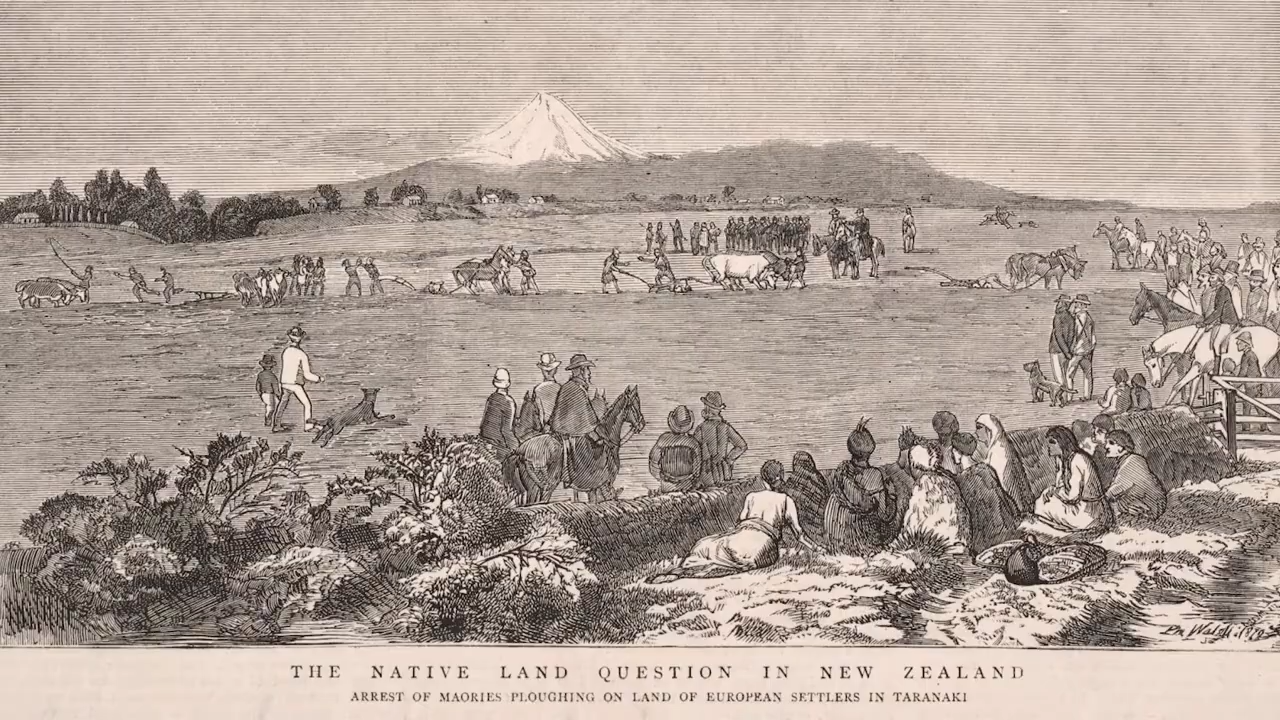 THE NATIVE LAND QUESTION IN NEW ZEALAND
ARREST OF MAORIES PLOUGHING ON LAND OF EUROPEAN SETTLERS IN TARANAKI